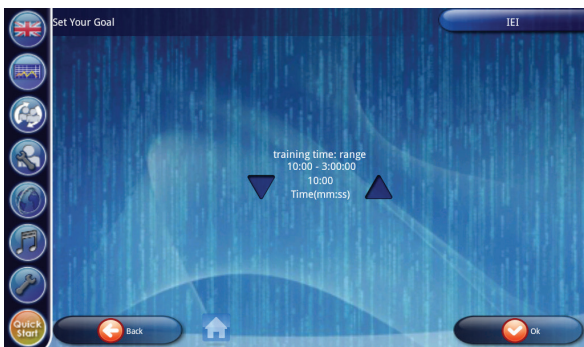 Set Your Goal
IEI
training time: range
10:00 - 3:00:00
10:00
Time(mm:ss)
Quick
Start
Back
Ok